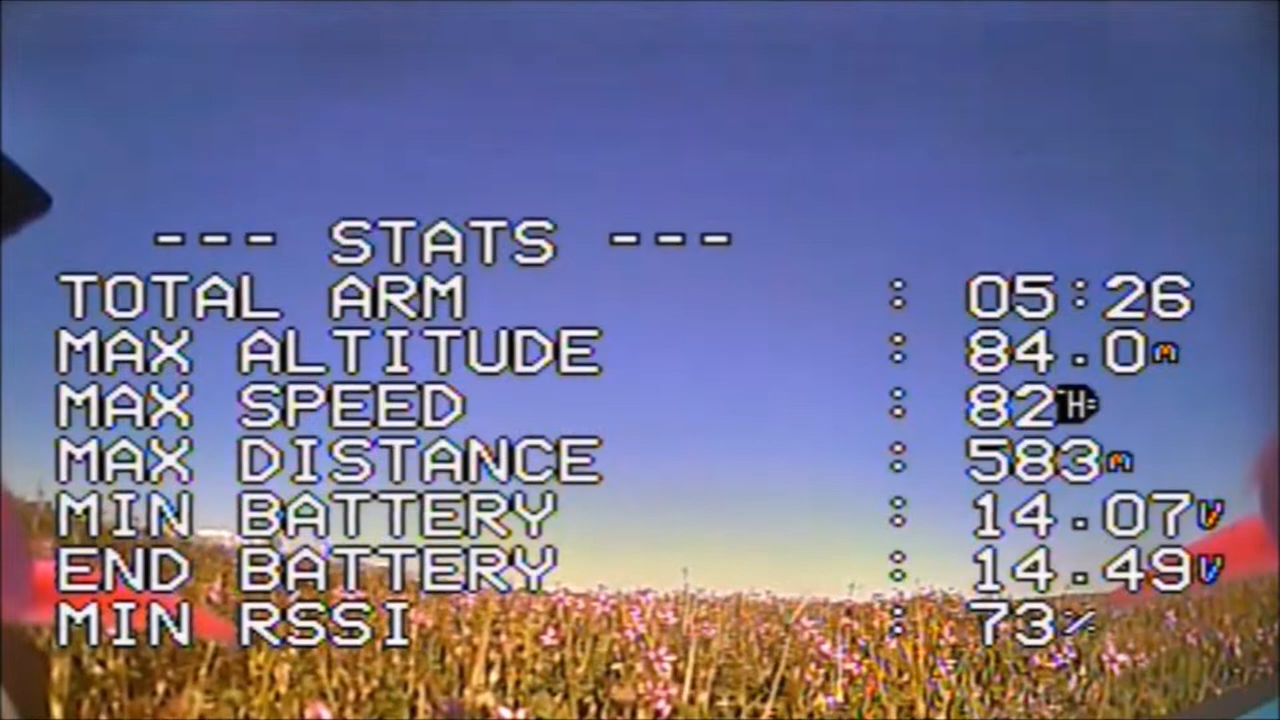 --- STATS ---
TOTAL ARM : 05:26
MAX ALTITUDE : 84.0m
MAX SPEED : 82
MAX DISTANCE : 583m
MIN BATTERY : 14.07V
END BATTERY : 14.49V
MIN RSSI : 73%